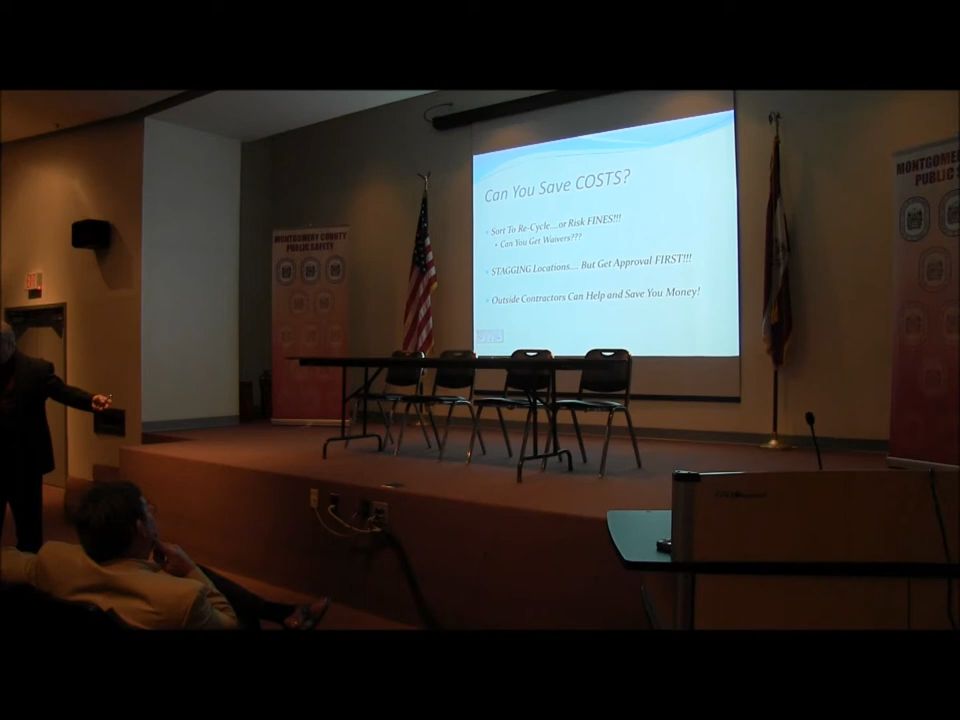 Can You Save COSTS?
Sort To Re-Cycle.... or Risk FINES!!!
Can You Get Waivers???
STAGGING Locations.... But Get Approval FIRST!!!
Outside Contractors Can Help and Save You Money!
MONTGOMERY COUNTY
PUBLIC SAFETY
MONTGOME
PUBLIC S
EXIT